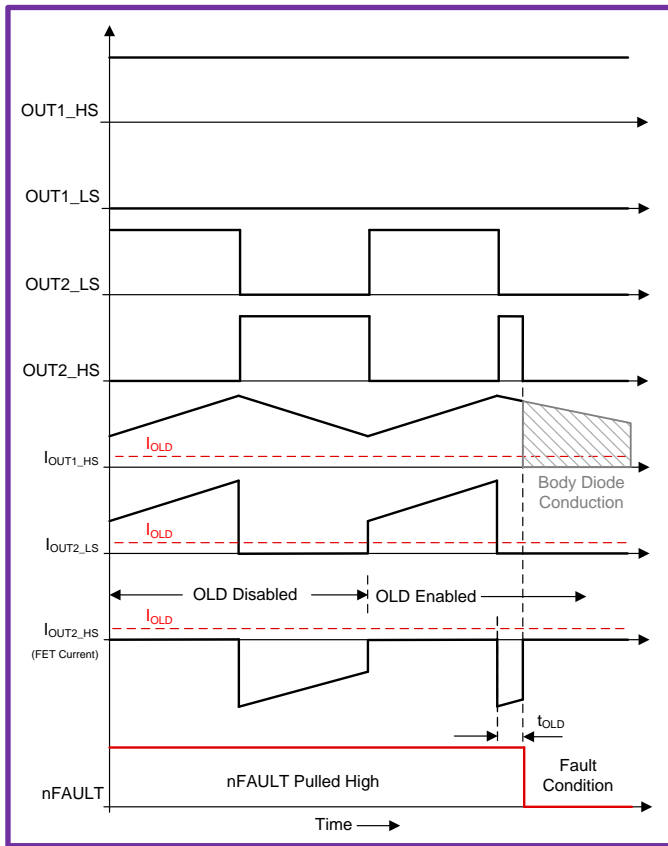 OUT1_HS
OUT1_LS
OUT2_LS
OUT2_HS
IOLD
IOUT1_HS
Body Diode
Conduction
IOLD
IOUT2_LS
OLD Disabled
OLD Enabled
IOLD
IOUT2_HS
(FET Current)
tOLD
nFAULT Pulled High
Fault
Condition
nFAULT
Time